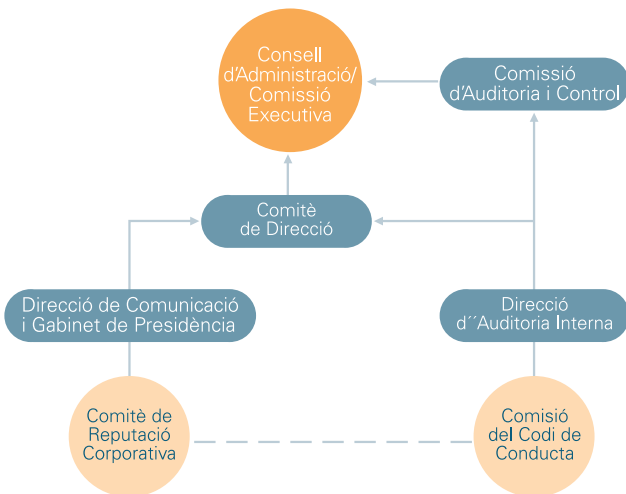 Consell
d'Administració/
Comissió
Executiva
Comissió
d'Auditoria i Control
Comitè
de Direcció
Direcció de Comunicació
i Gabinet de Presidència
Direcció
d´´Auditoria Interna
Comitè de
Reputació
Corporativa
Comisió
del Codi de
Conducta